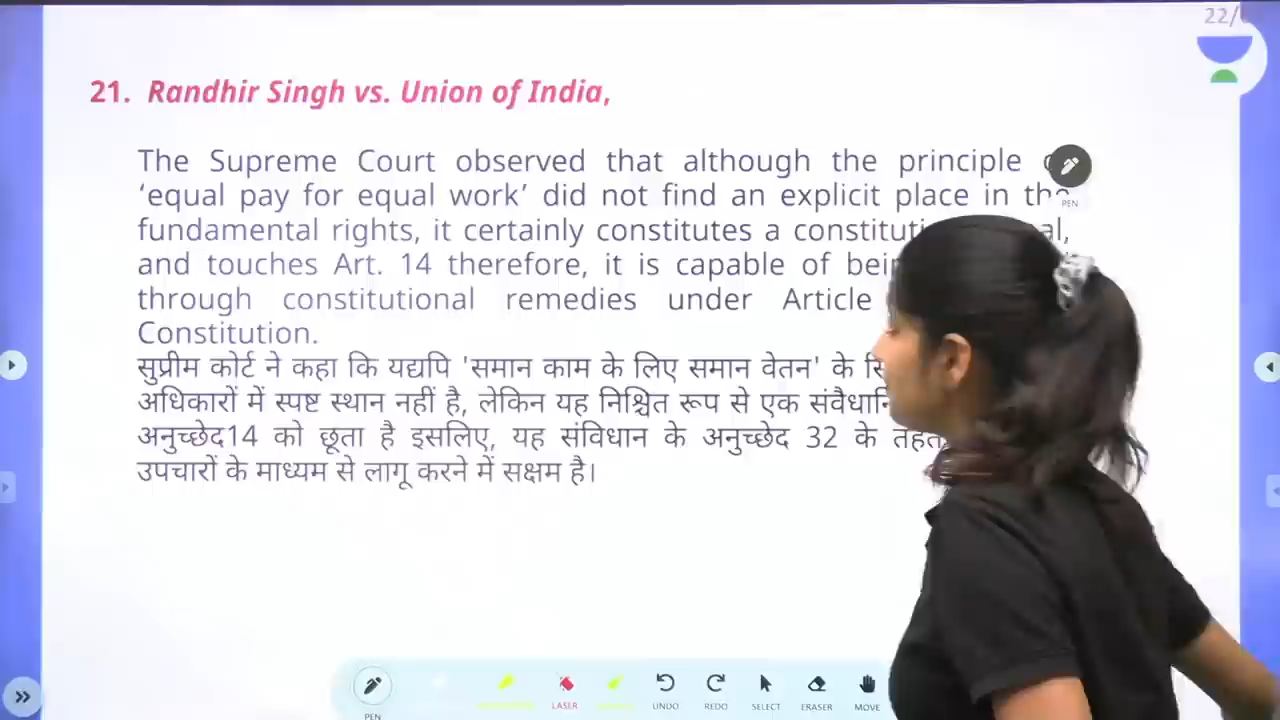 22/
21. Randhir Singh vs. Union of India,
The Supreme Court observed that although the principle
‘equal pay for equal work’ did not find an explicit place in the
PEN
fundamental rights, it certainly constitutes a
and touches Art. 14 therefore, it is capable of
through constitutional remedies under Article
Constitution.
सुप्रीम कोर्ट ने कहा कि यद्यपि 'समान काम के लिए समान वेतन' के
अधिकारों में स्पष्ट स्थान नहीं है, लेकिन यह निश्चित रूप से एक
अनुच्छेद14 को छूता है इसलिए, यह संविधान के अनुच्छेद 32 के तहत
उपचारों के माध्यम से लागू करने में सक्षम है।
PEN LASER UNDO REDO SELECT ERASER MOVE